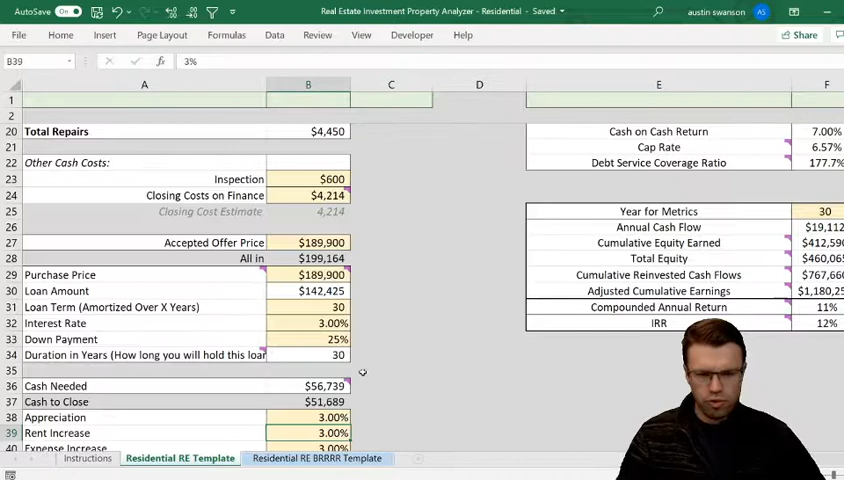 AutoSave On Real Estate Investment Property Analyzer - Residential - Saved austin swanson AS
File Home Insert Page Layout Formulas Data Review View Developer Help Share
B39 fx 3%
A B C D E F
1
2
20 Total Repairs $4,450 Cash on Cash Return 7.00%
21 Cap Rate 6.57%
22 Other Cash Costs: Debt Service Coverage Ratio 177.7%
23 Inspection $600
24 Closing Costs on Finance $4,214
25 Closing Cost Estimate 4,214 Year for Metrics 30
26 Annual Cash Flow $19,112
27 Accepted Offer Price $189,900 Cumulative Equity Earned $412,590
28 All in $199,164 Total Equity $460,065
29 Purchase Price $189,900 Cumulative Reinvested Cash Flows $767,660
30 Loan Amount $142,425 Adjusted Cumulative Earnings $1,180,25
31 Loan Term (Amortized Over X Years) 30 Compounded Annual Return 11%
32 Interest Rate 3.00% IRR 12%
33 Down Payment 25%
34 Duration in Years (How long you will hold this loan 30
35
36 Cash Needed $56,739
37 Cash to Close $51,689
38 Appreciation 3.00%
39 Rent Increase 3.00%
40 Expense Increase 3.00%
Instructions Residential RE Template Residential RE BRRRR Template